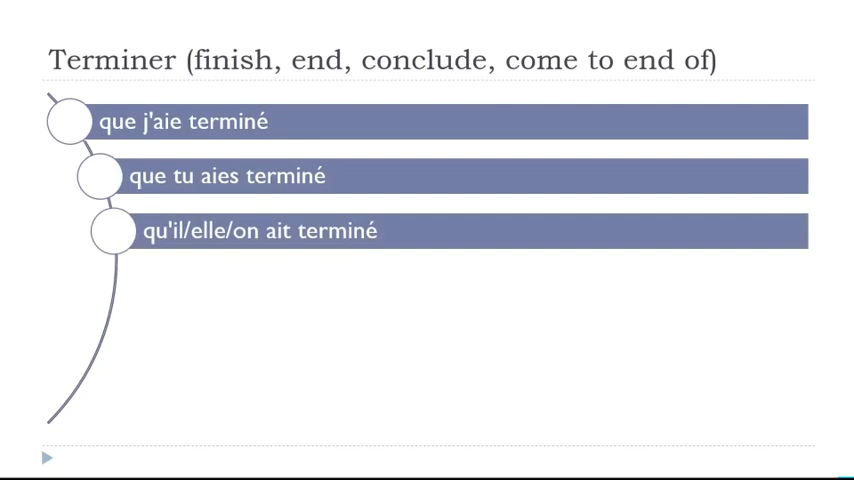 Terminer (finish, end, conclude, come to end of)
que j'aie terminé
que tu aies terminé
qu'il/elle/on ait terminé